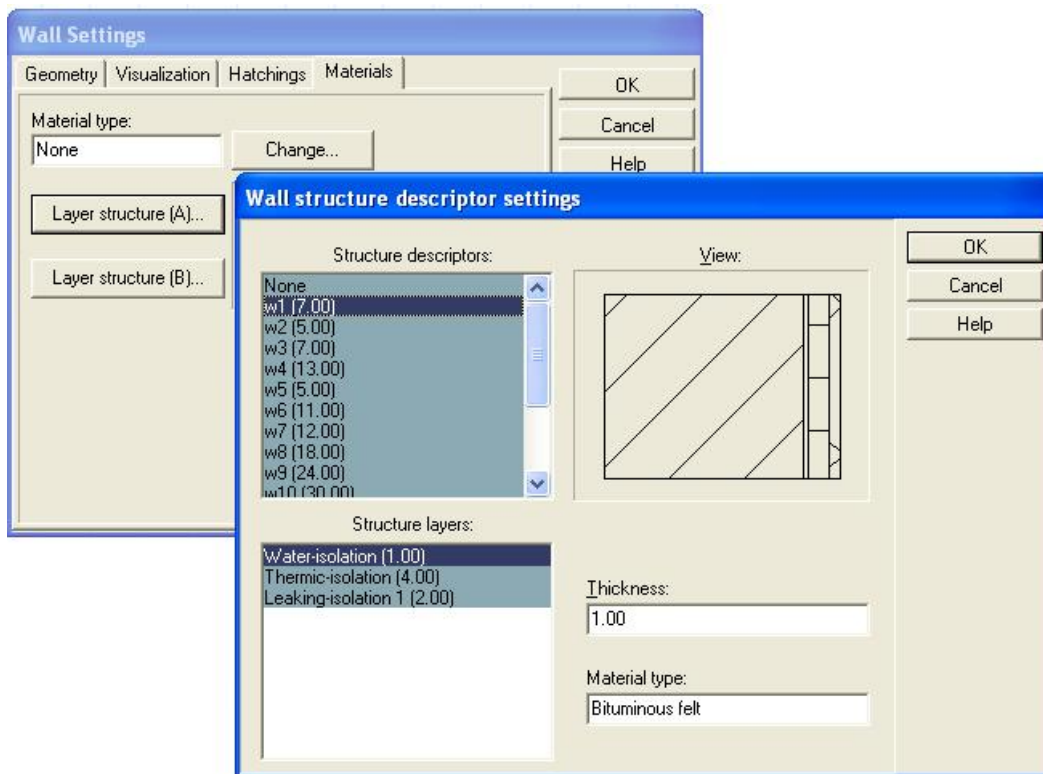 Wall Settings
Geometry Visualization Hatchings Materials
OK
Material type:
Cancel
None
Change...
Help
Layer structure (A)...
Layer structure (B)...
Wall structure descriptor settings
Structure descriptors:
None
w1 (7.00)
w2 (5.00)
w3 (7.00)
w4 (13.00)
w5 (5.00)
w6 (11.00)
w7 (12.00)
w8 (18.00)
w9 (24.00)
w10 (30.00)
View:
OK
Cancel
Help
Structure layers:
Water-isolation (1.00)
Thermic-isolation (4.00)
Leaking-isolation 1 (2.00)
Thickness:
1.00
Material type:
Bituminous felt